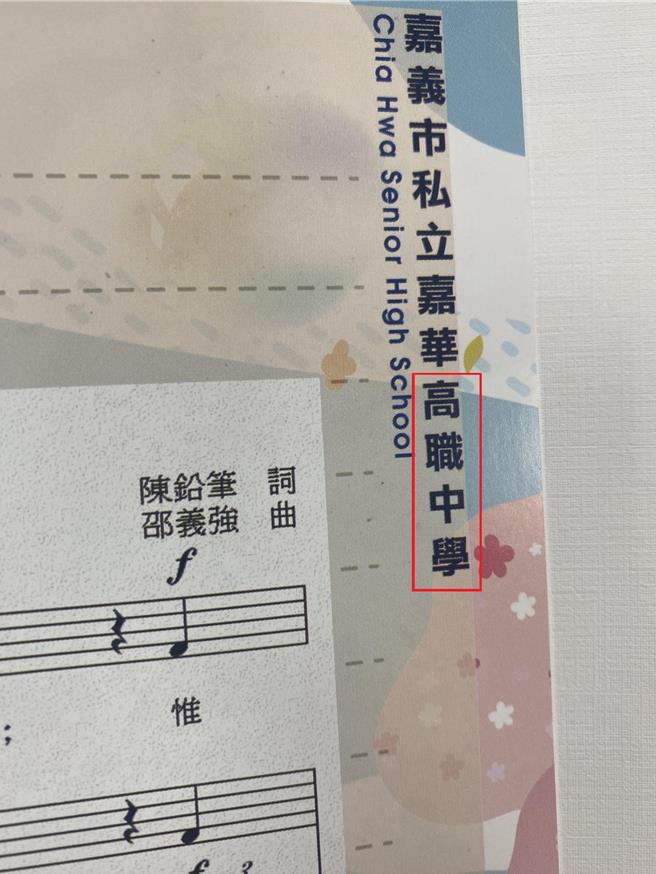 嘉義市私立嘉華高職中學
Chia Hwa Senior High School
陳鉛筆 詞
邵義強 曲
f
惟
;
f 3